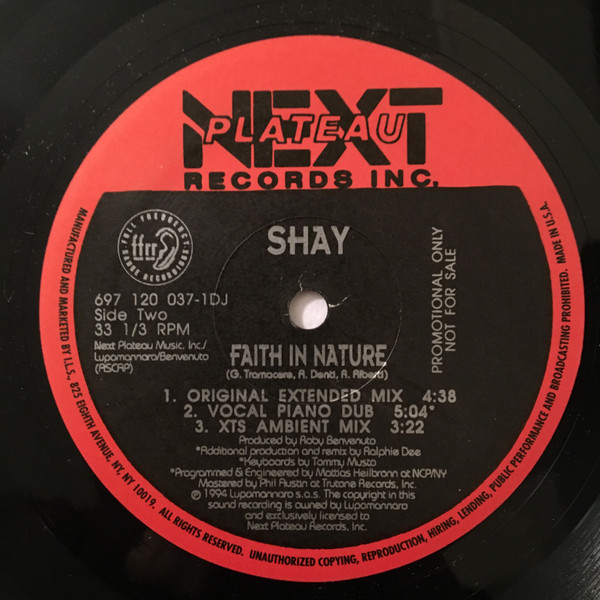 NEXT
PLATEAU
RECORDS INC.
FULL FREQUENCY
ffrr
RANGE RECORDINGS
SHAY
PROMOTIONAL ONLY
NOT FOR SALE
697 120 037-1DJ
Side Two
33 1/3 RPM
Next Plateau Music, Inc./
Lupomannaro/Benvenuto
(ASCAP)
FAITH IN NATURE
(G. Tramacere, A. Denti, R. Alberti)
1. ORIGINAL EXTENDED MIX 4:38
2. VOCAL PIANO DUB 5:04*
3. XTS AMBIENT MIX 3:22
Produced by Roby Benvenuto
*Additional production and remix by Ralphie Dee
*Keyboards by Tommy Musto
*Programmed & Engineered by Mattias Heilbronn at NCP/NY
Mastered by Phil Austin at Trutone Records, Inc.
℗ 1994 Lupomannaro s.a.s. The copyright in this
sound recording is owned by Lupomannaro
and exclusively licensed to
Next Plateau Records, Inc.
MANUFACTURED AND MARKETED BY I.L.S., 825 EIGHTH AVENUE, NY, NY 10019. ALL RIGHTS RESERVED. UNAUTHORIZED COPYING, REPRODUCTION, HIRING, LENDING, PUBLIC PERFORMANCE AND BROADCASTING PROHIBITED. MADE IN U.S.A.